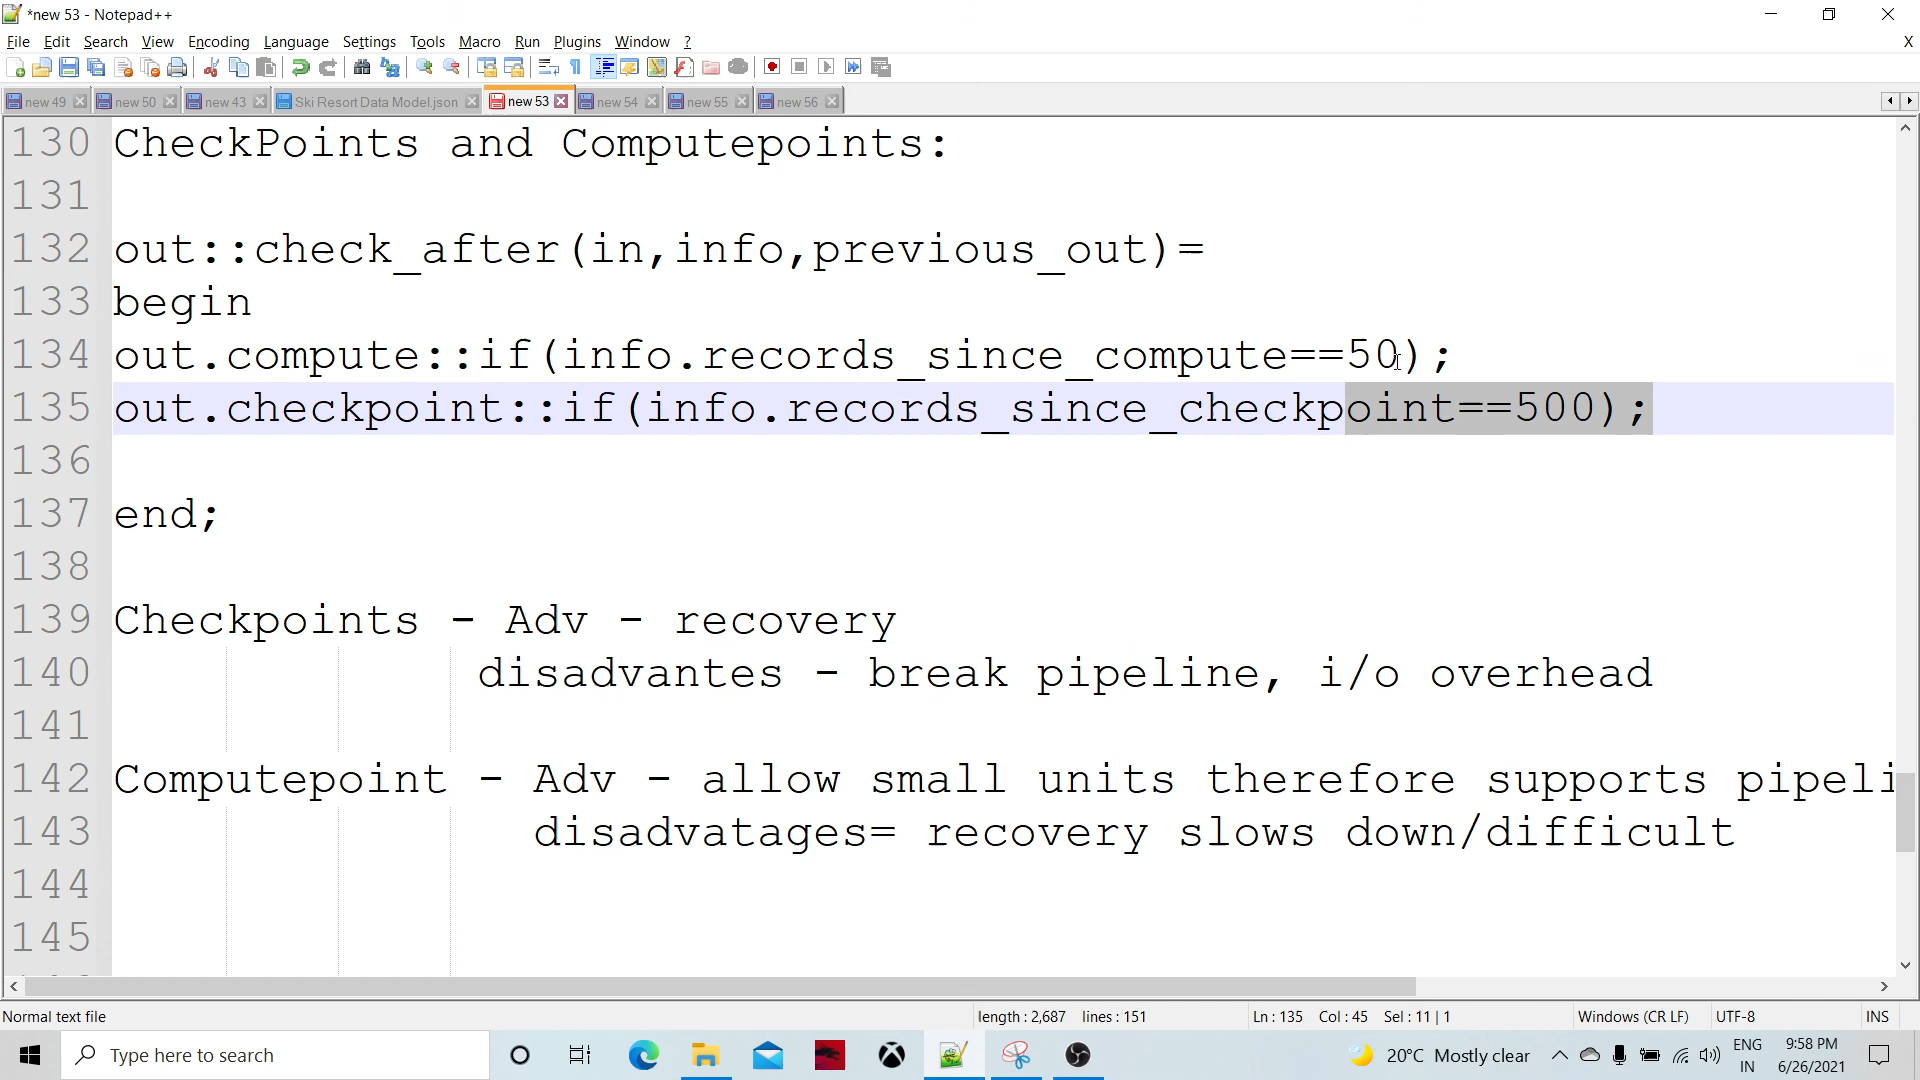 *new 53 - Notepad++
File Edit Search View Encoding Language Settings Tools Macro Run Plugins Window ?
X
new 49 new 50 new 43 Ski Resort Data Model.json new 53 new 54 new 55 new 56
130 CheckPoints and Computepoints:
131
132 out::check_after(in,info,previous_out)=
133 begin
134 out.compute::if(info.records_since_compute==50);
135 out.checkpoint::if(info.records_since_checkpoint==500);
136
137 end;
138
139 Checkpoints - Adv - recovery
140 disadvantes - break pipeline, i/o overhead
141
142 Computepoint - Adv - allow small units therefore supports pipeli
143 disadvatages= recovery slows down/difficult
144
145
Normal text file length : 2,687 lines : 151 Ln : 135 Col : 45 Sel : 11 | 1 Windows (CR LF) UTF-8 INS
Type here to search 20°C Mostly clear ENG IN 9:58 PM 6/26/2021